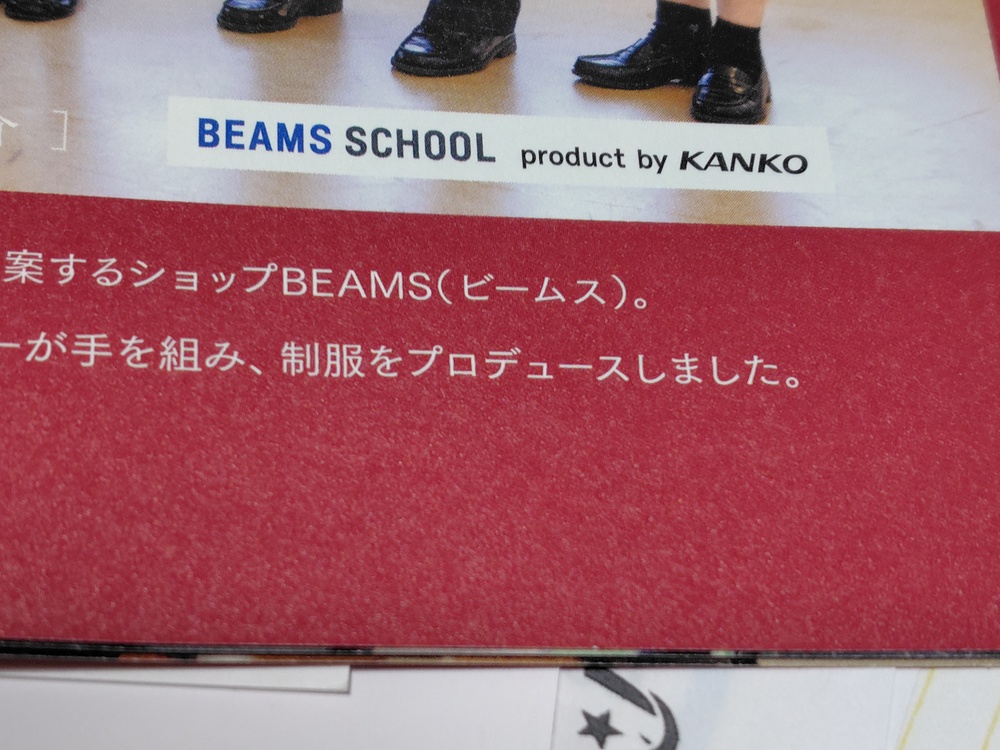 介 ]
BEAMS SCHOOL product by KANKO
案するショップBEAMS(ビームス)。
ーが手を組み、制服をプロデュースしました。